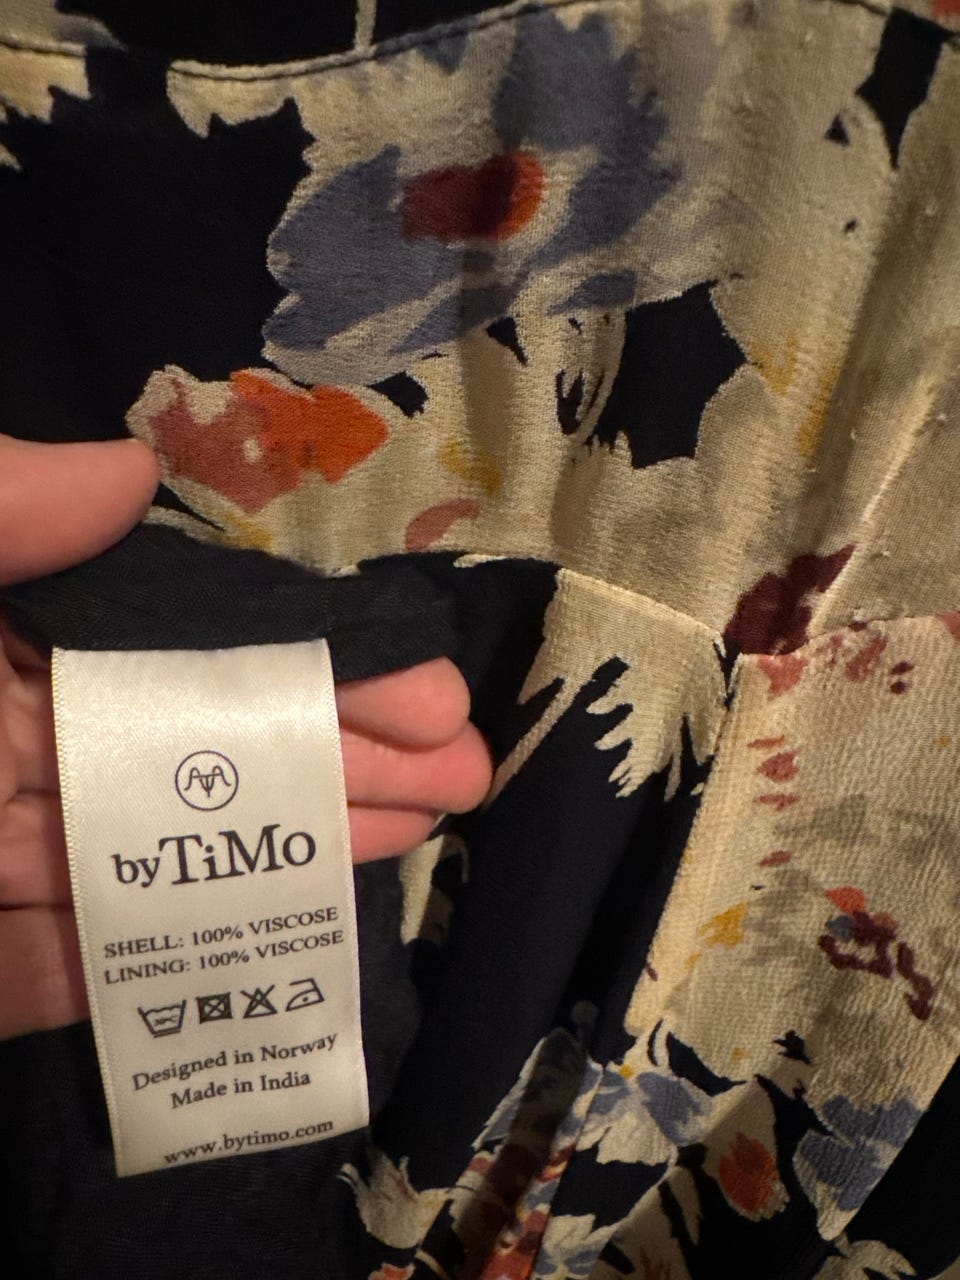 byTiMo
SHELL: 100% VISCOSE
LINING: 100% VISCOSE
Designed in Norway
Made in India
www.bytimo.com